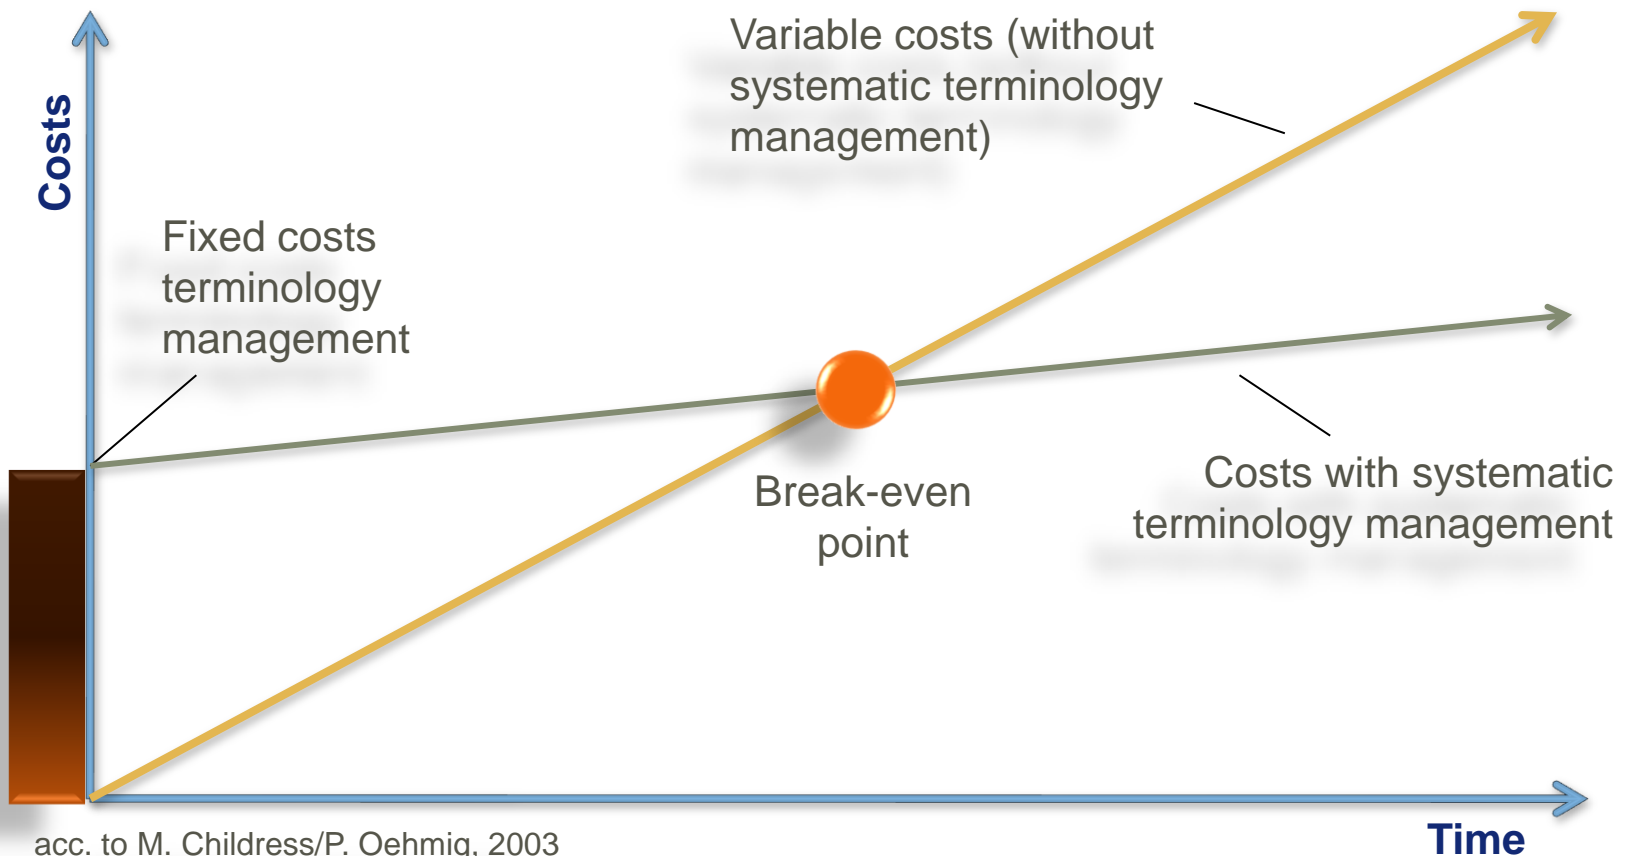 Variable costs (without
systematic terminology
management)
Costs
Fixed costs
terminology
management
Break-even
point
Costs with systematic
terminology management
acc. to M. Childress/P. Oehmig, 2003
Time